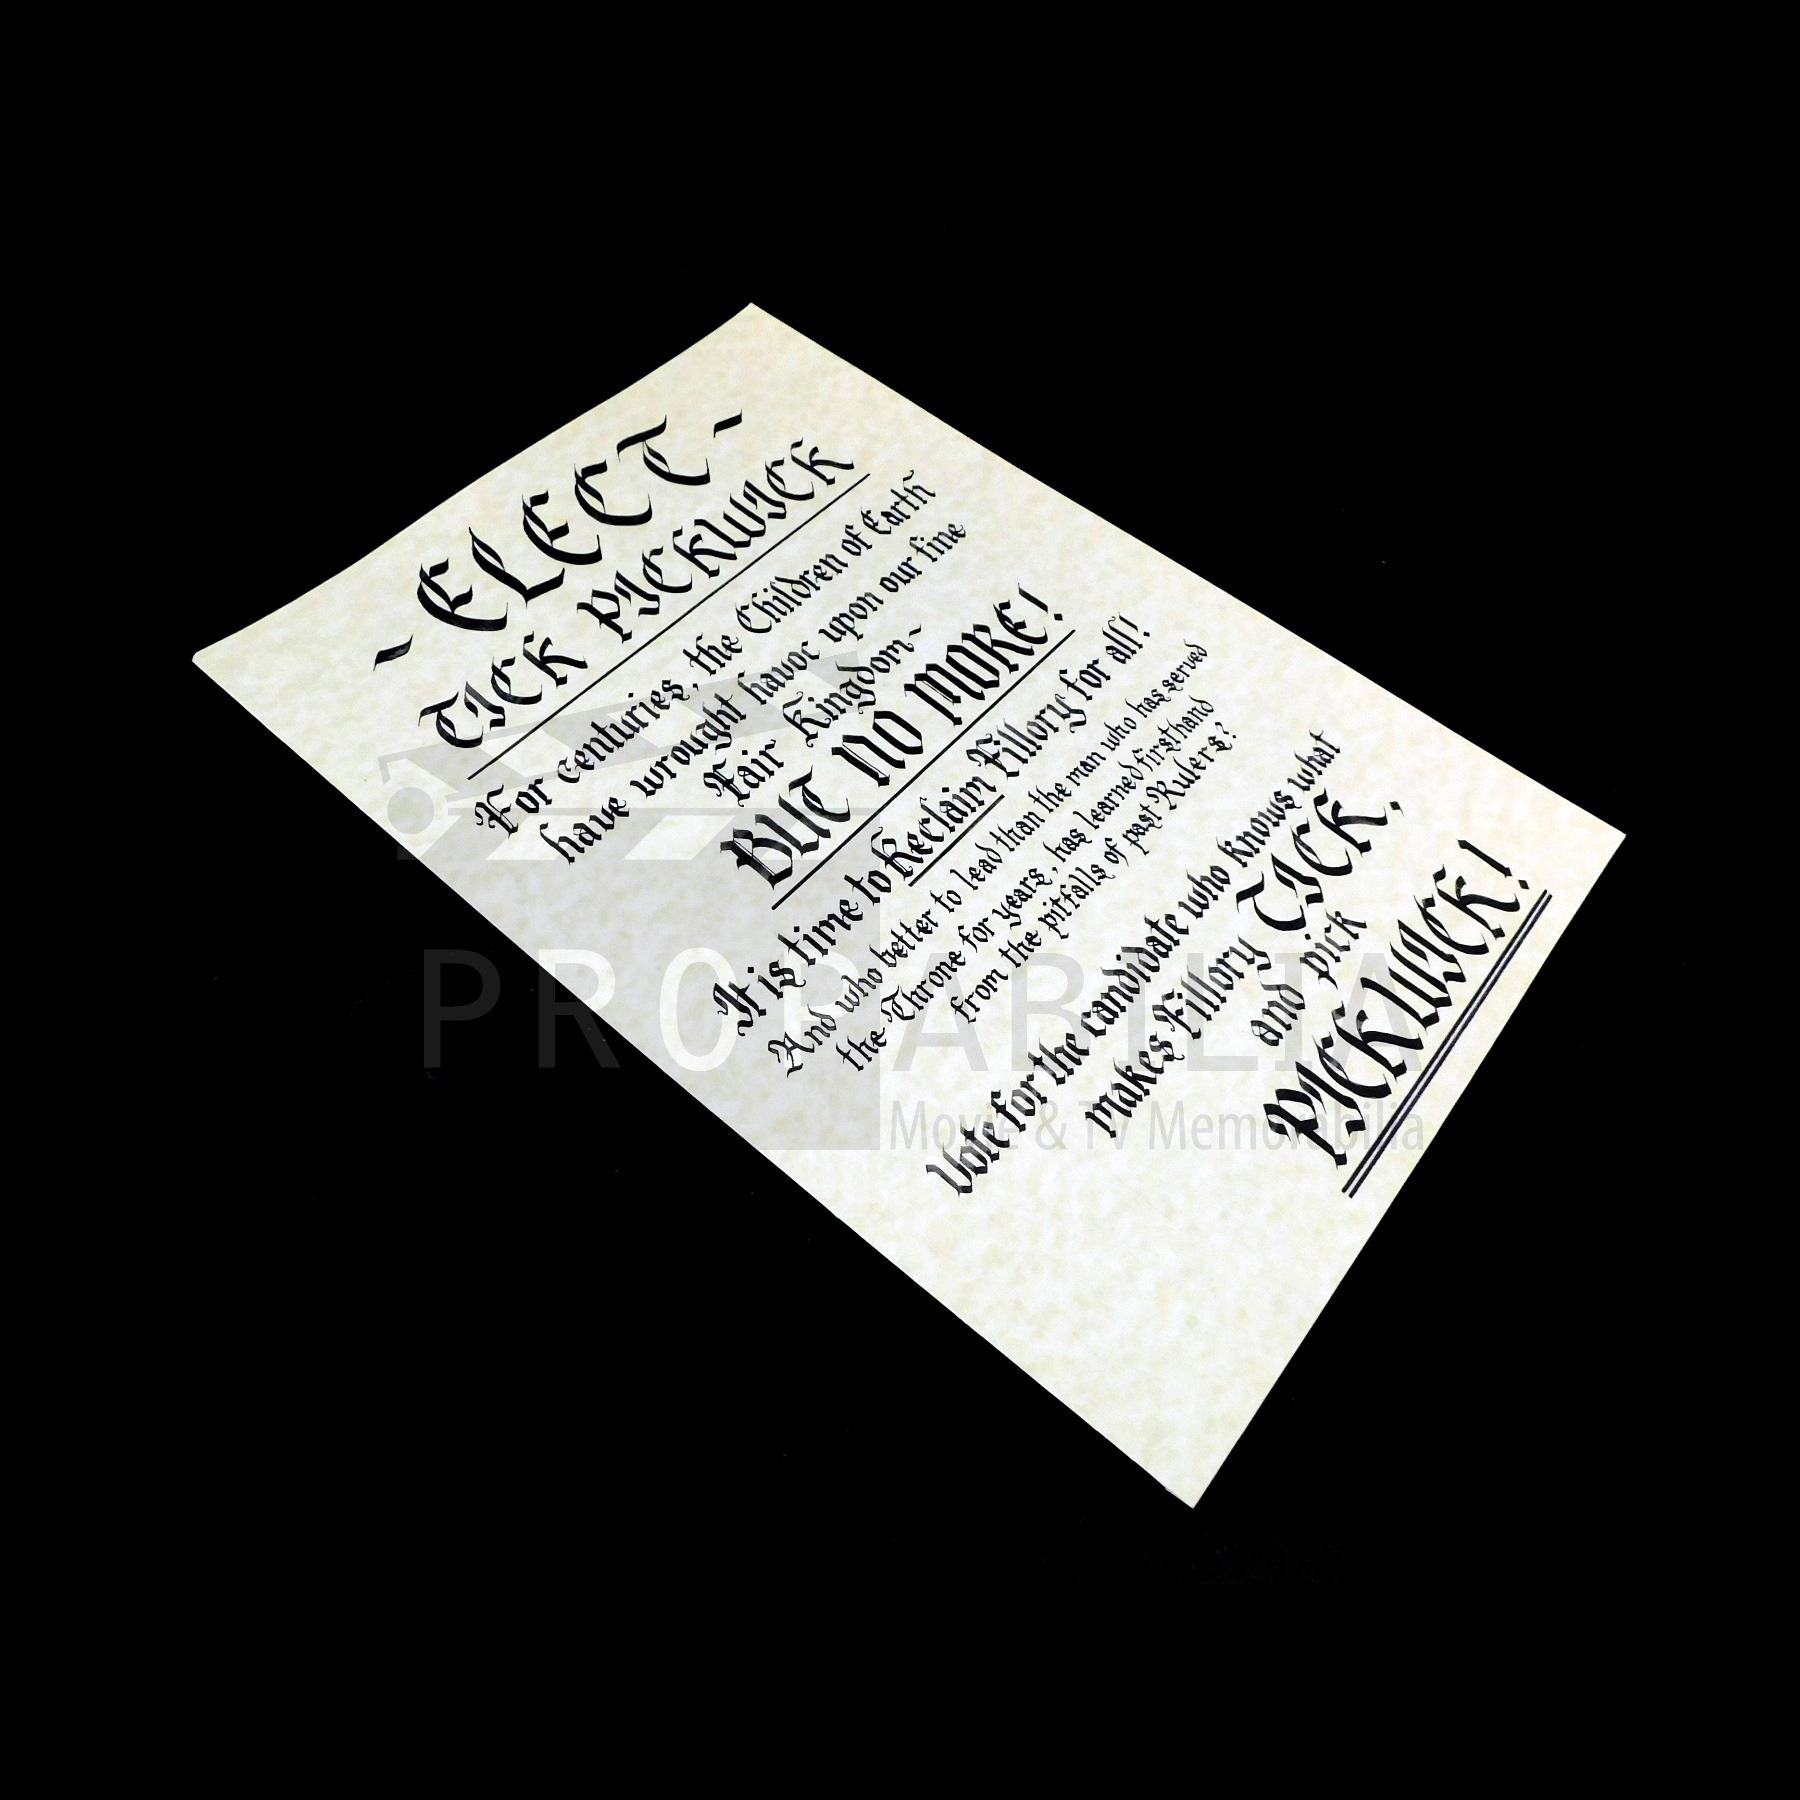 - ELECT -
TICK PICKWICK
For centuries, the Children of Earth
have wrought havoc upon our fine
Fair Kingdom-
BUT NO MORE!
It is time to Reclaim Fillory for all!
And who better to lead than the man who has served
the Throne for years, has learned firsthand
from the pitfalls of past Rulers?
Vote for the candidate who knows what
makes Fillory TICK,
and pick
PICKWICK!
PROPABILIA
Movie & TV Memorabilia